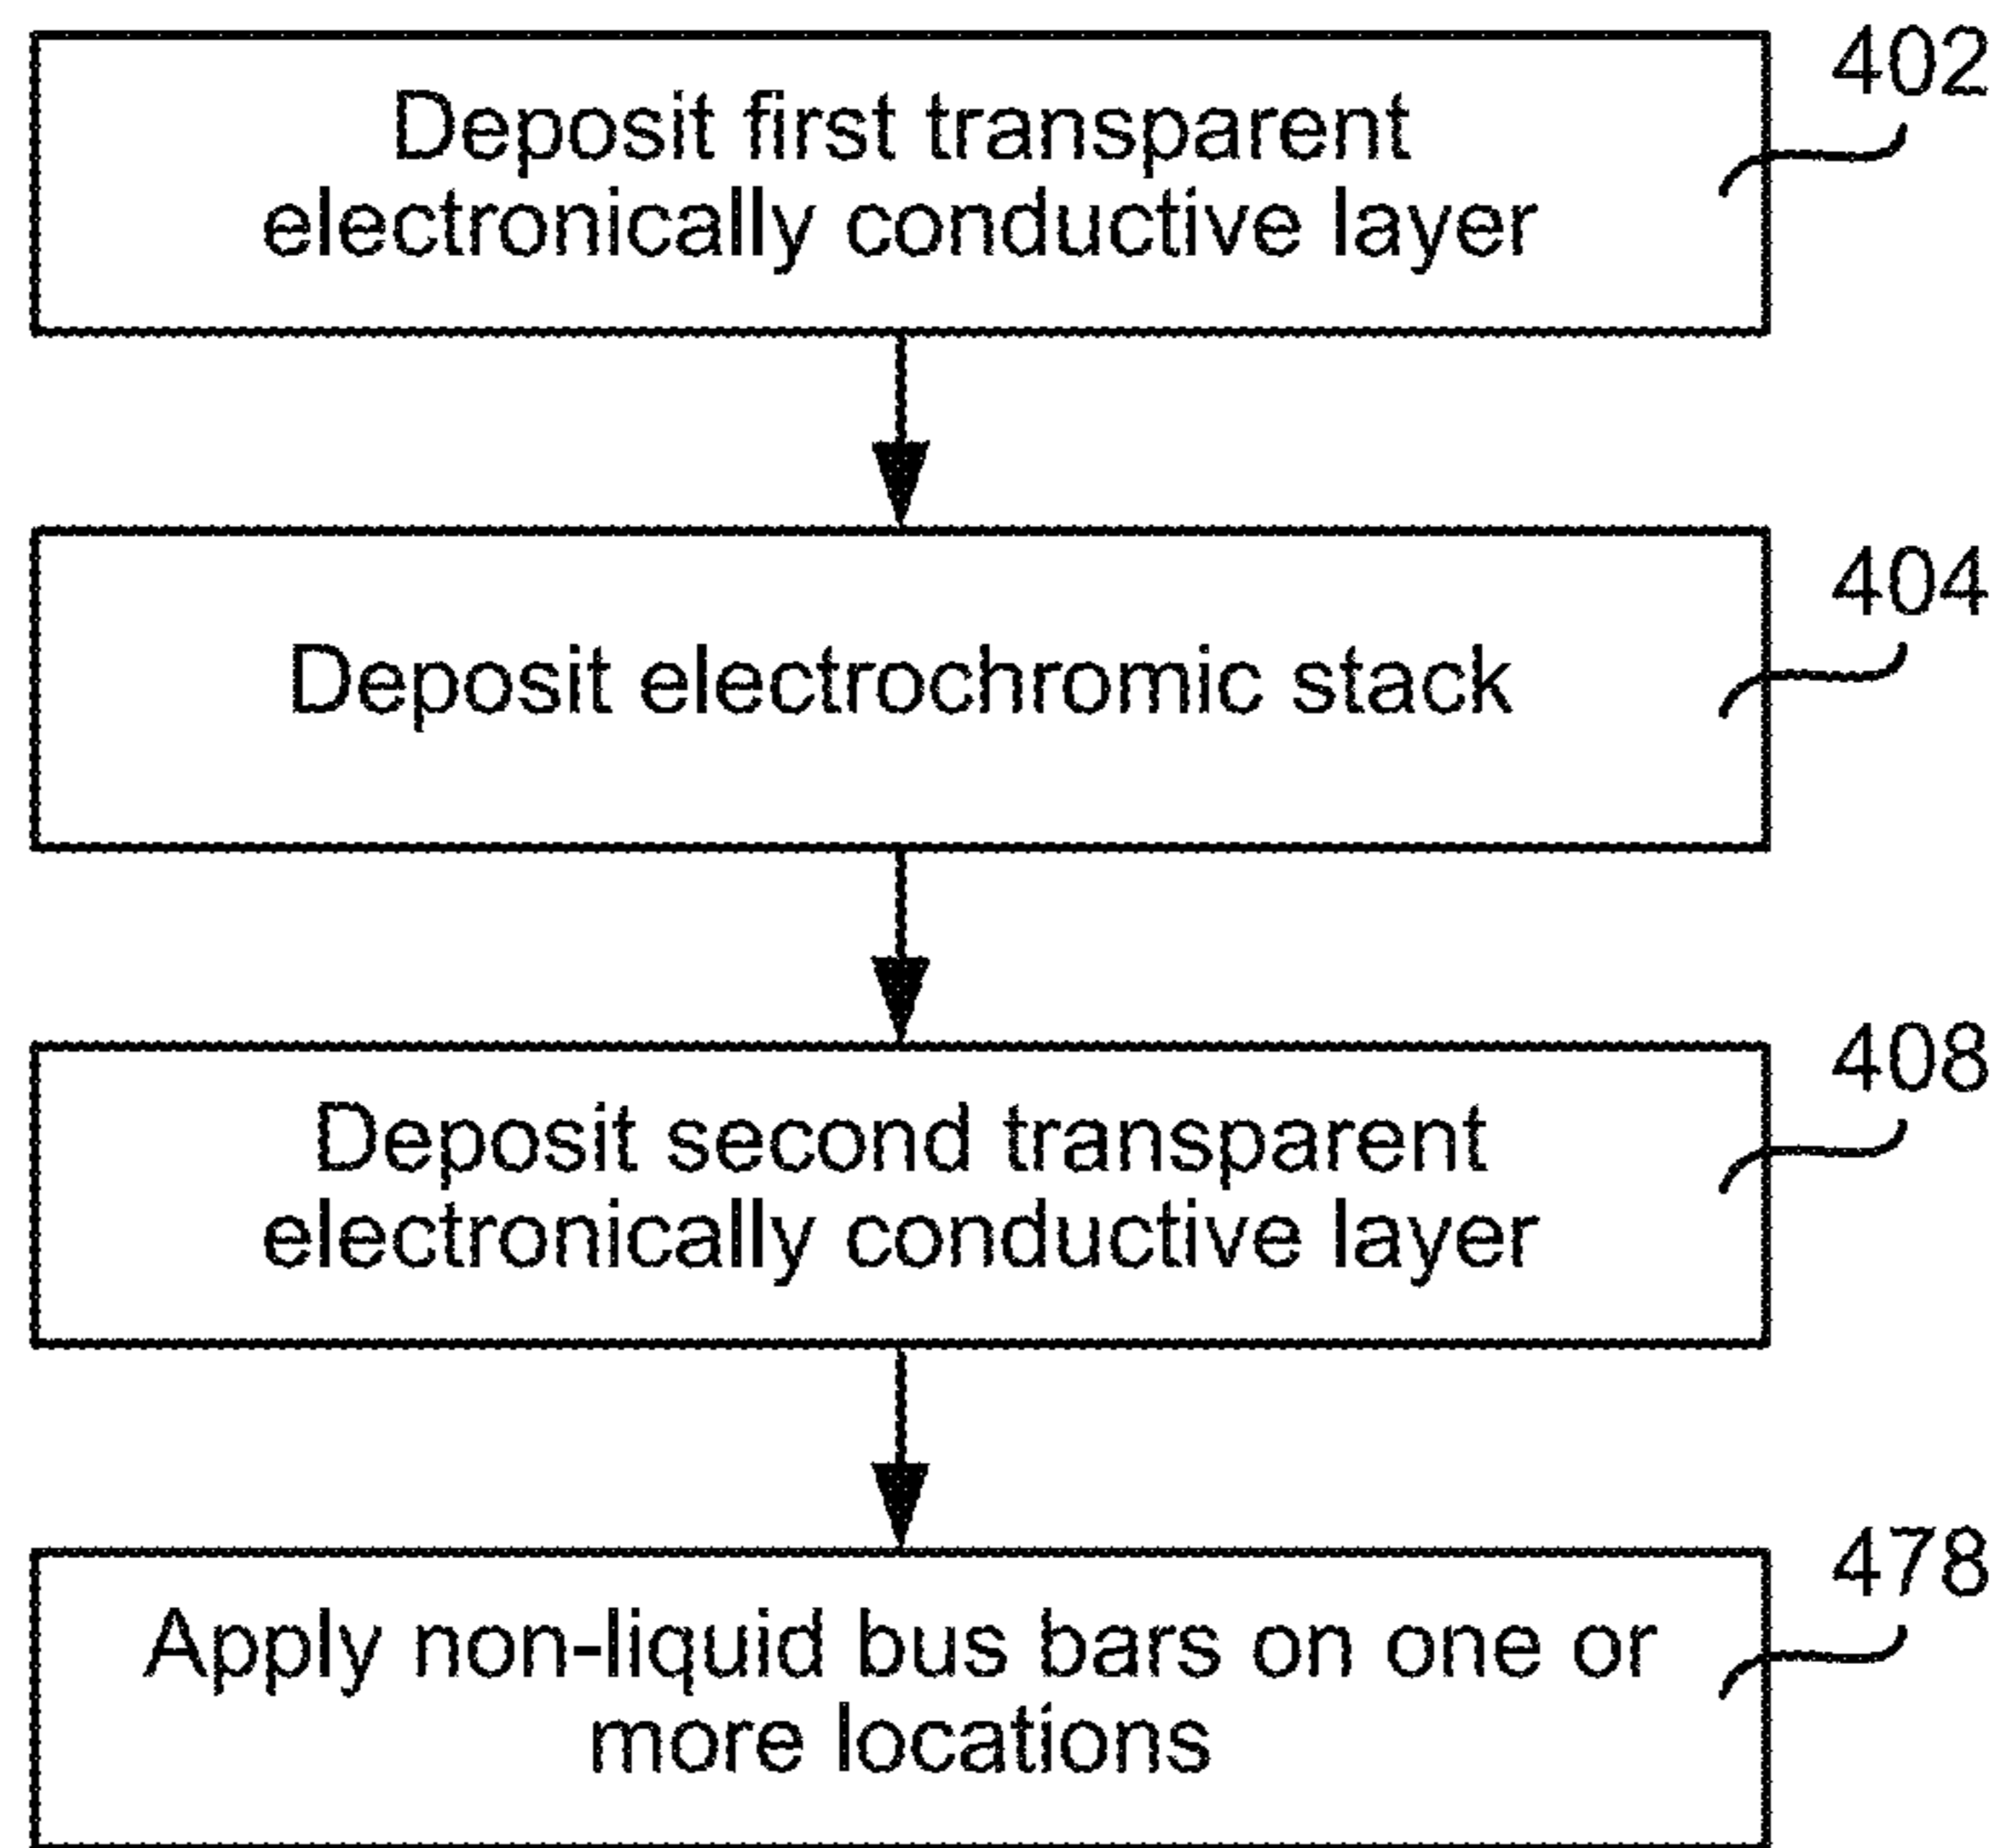 402
Deposit first transparent
electronically conductive layer
404
Deposit electrochromic stack
408
Deposit second transparent
electronically conductive layer
478
Apply non-liquid bus bars on one or
more locations